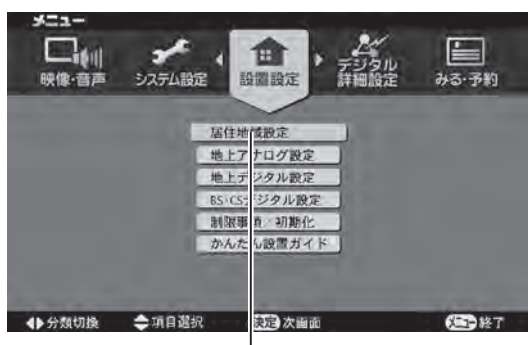 メニュー
映像・音声 システム設定 設置設定 デジタル詳細設定 みる・予約
居住地域設定
地上アナログ設定
地上デジタル設定
BS・CSデジタル設定
制限事項／初期化
かんたん設置ガイド
分類切換 項目選択 決定 次画面 メニュー 終了